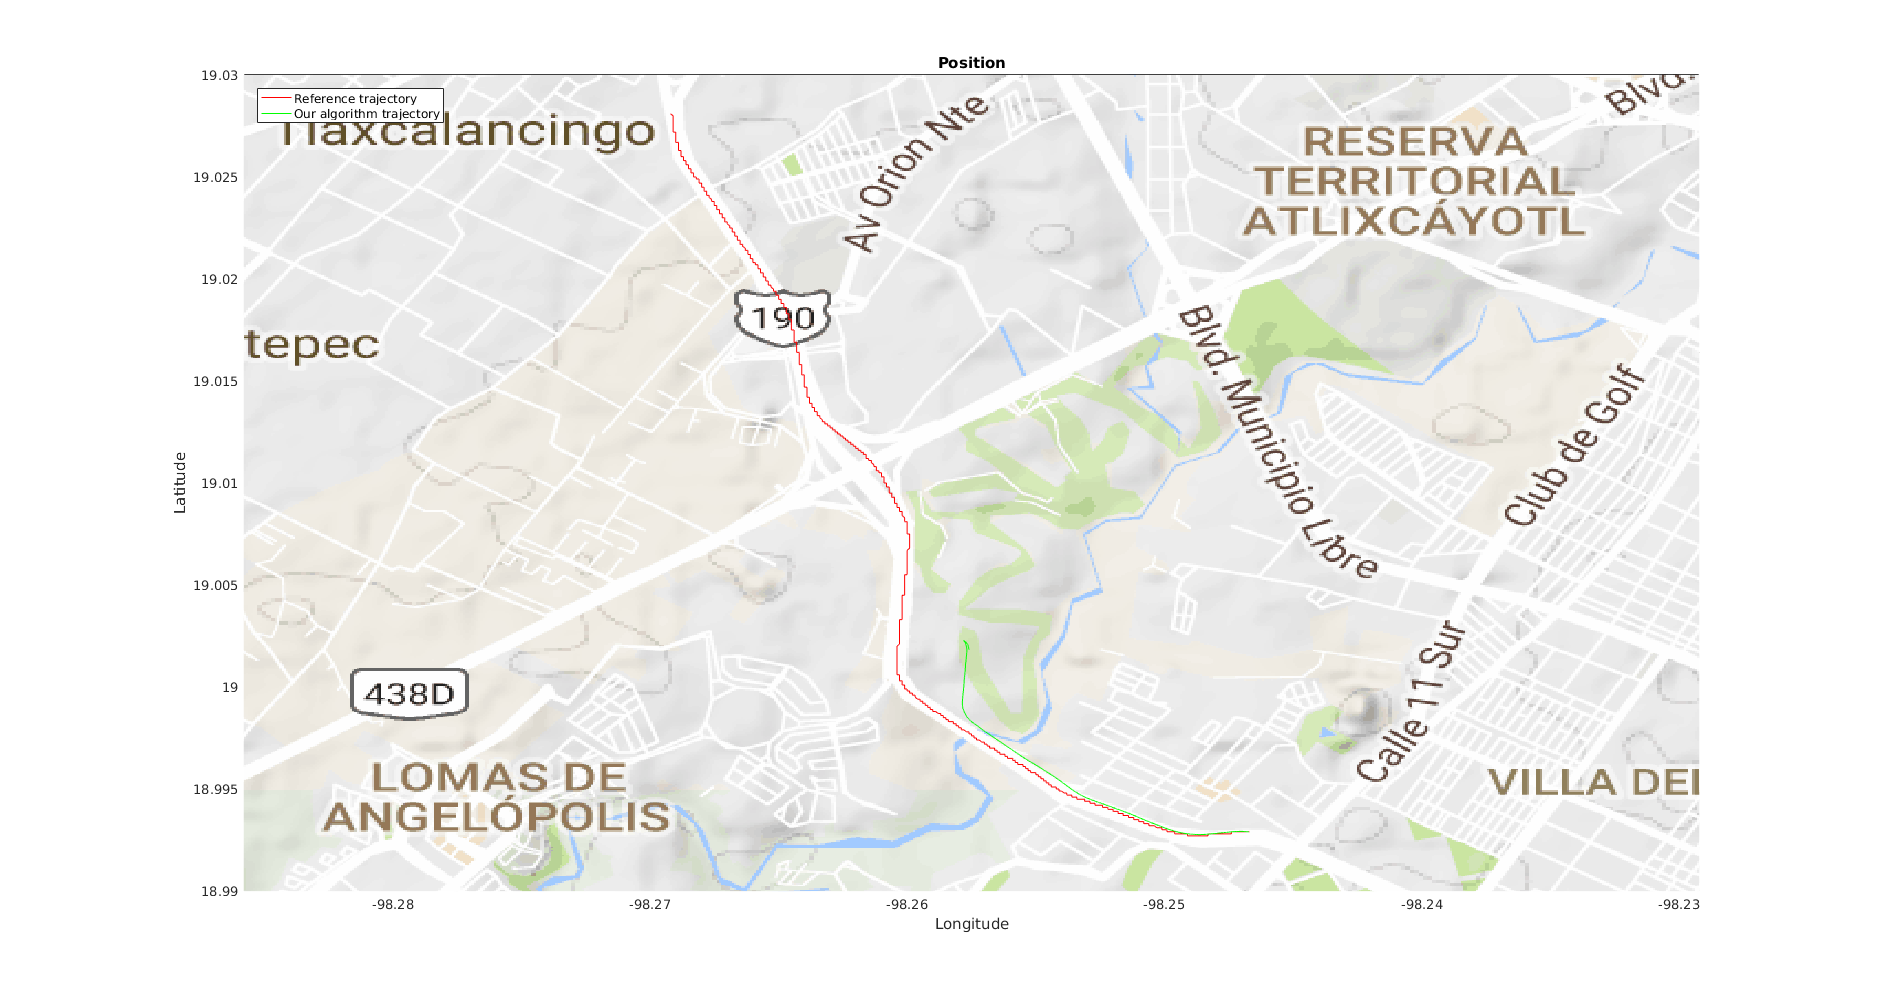 Position
19.03
19.025
19.02
19.015
19.01
19.005
19
18.995
18.99
Latitude
Reference trajectory
Our algorithm trajectory
Tlaxcalancingo
Av Orion Nte
Blvd.
RESERVA
TERRITORIAL
ATLIXCÁYOTL
190
tepec
Blvd. Municipio Libre
Club de Golf
438D
Calle 11 Sur
LOMAS DE
ANGELÓPOLIS
VILLA DEL
-98.28
-98.27
-98.26
-98.25
-98.24
-98.23
Longitude